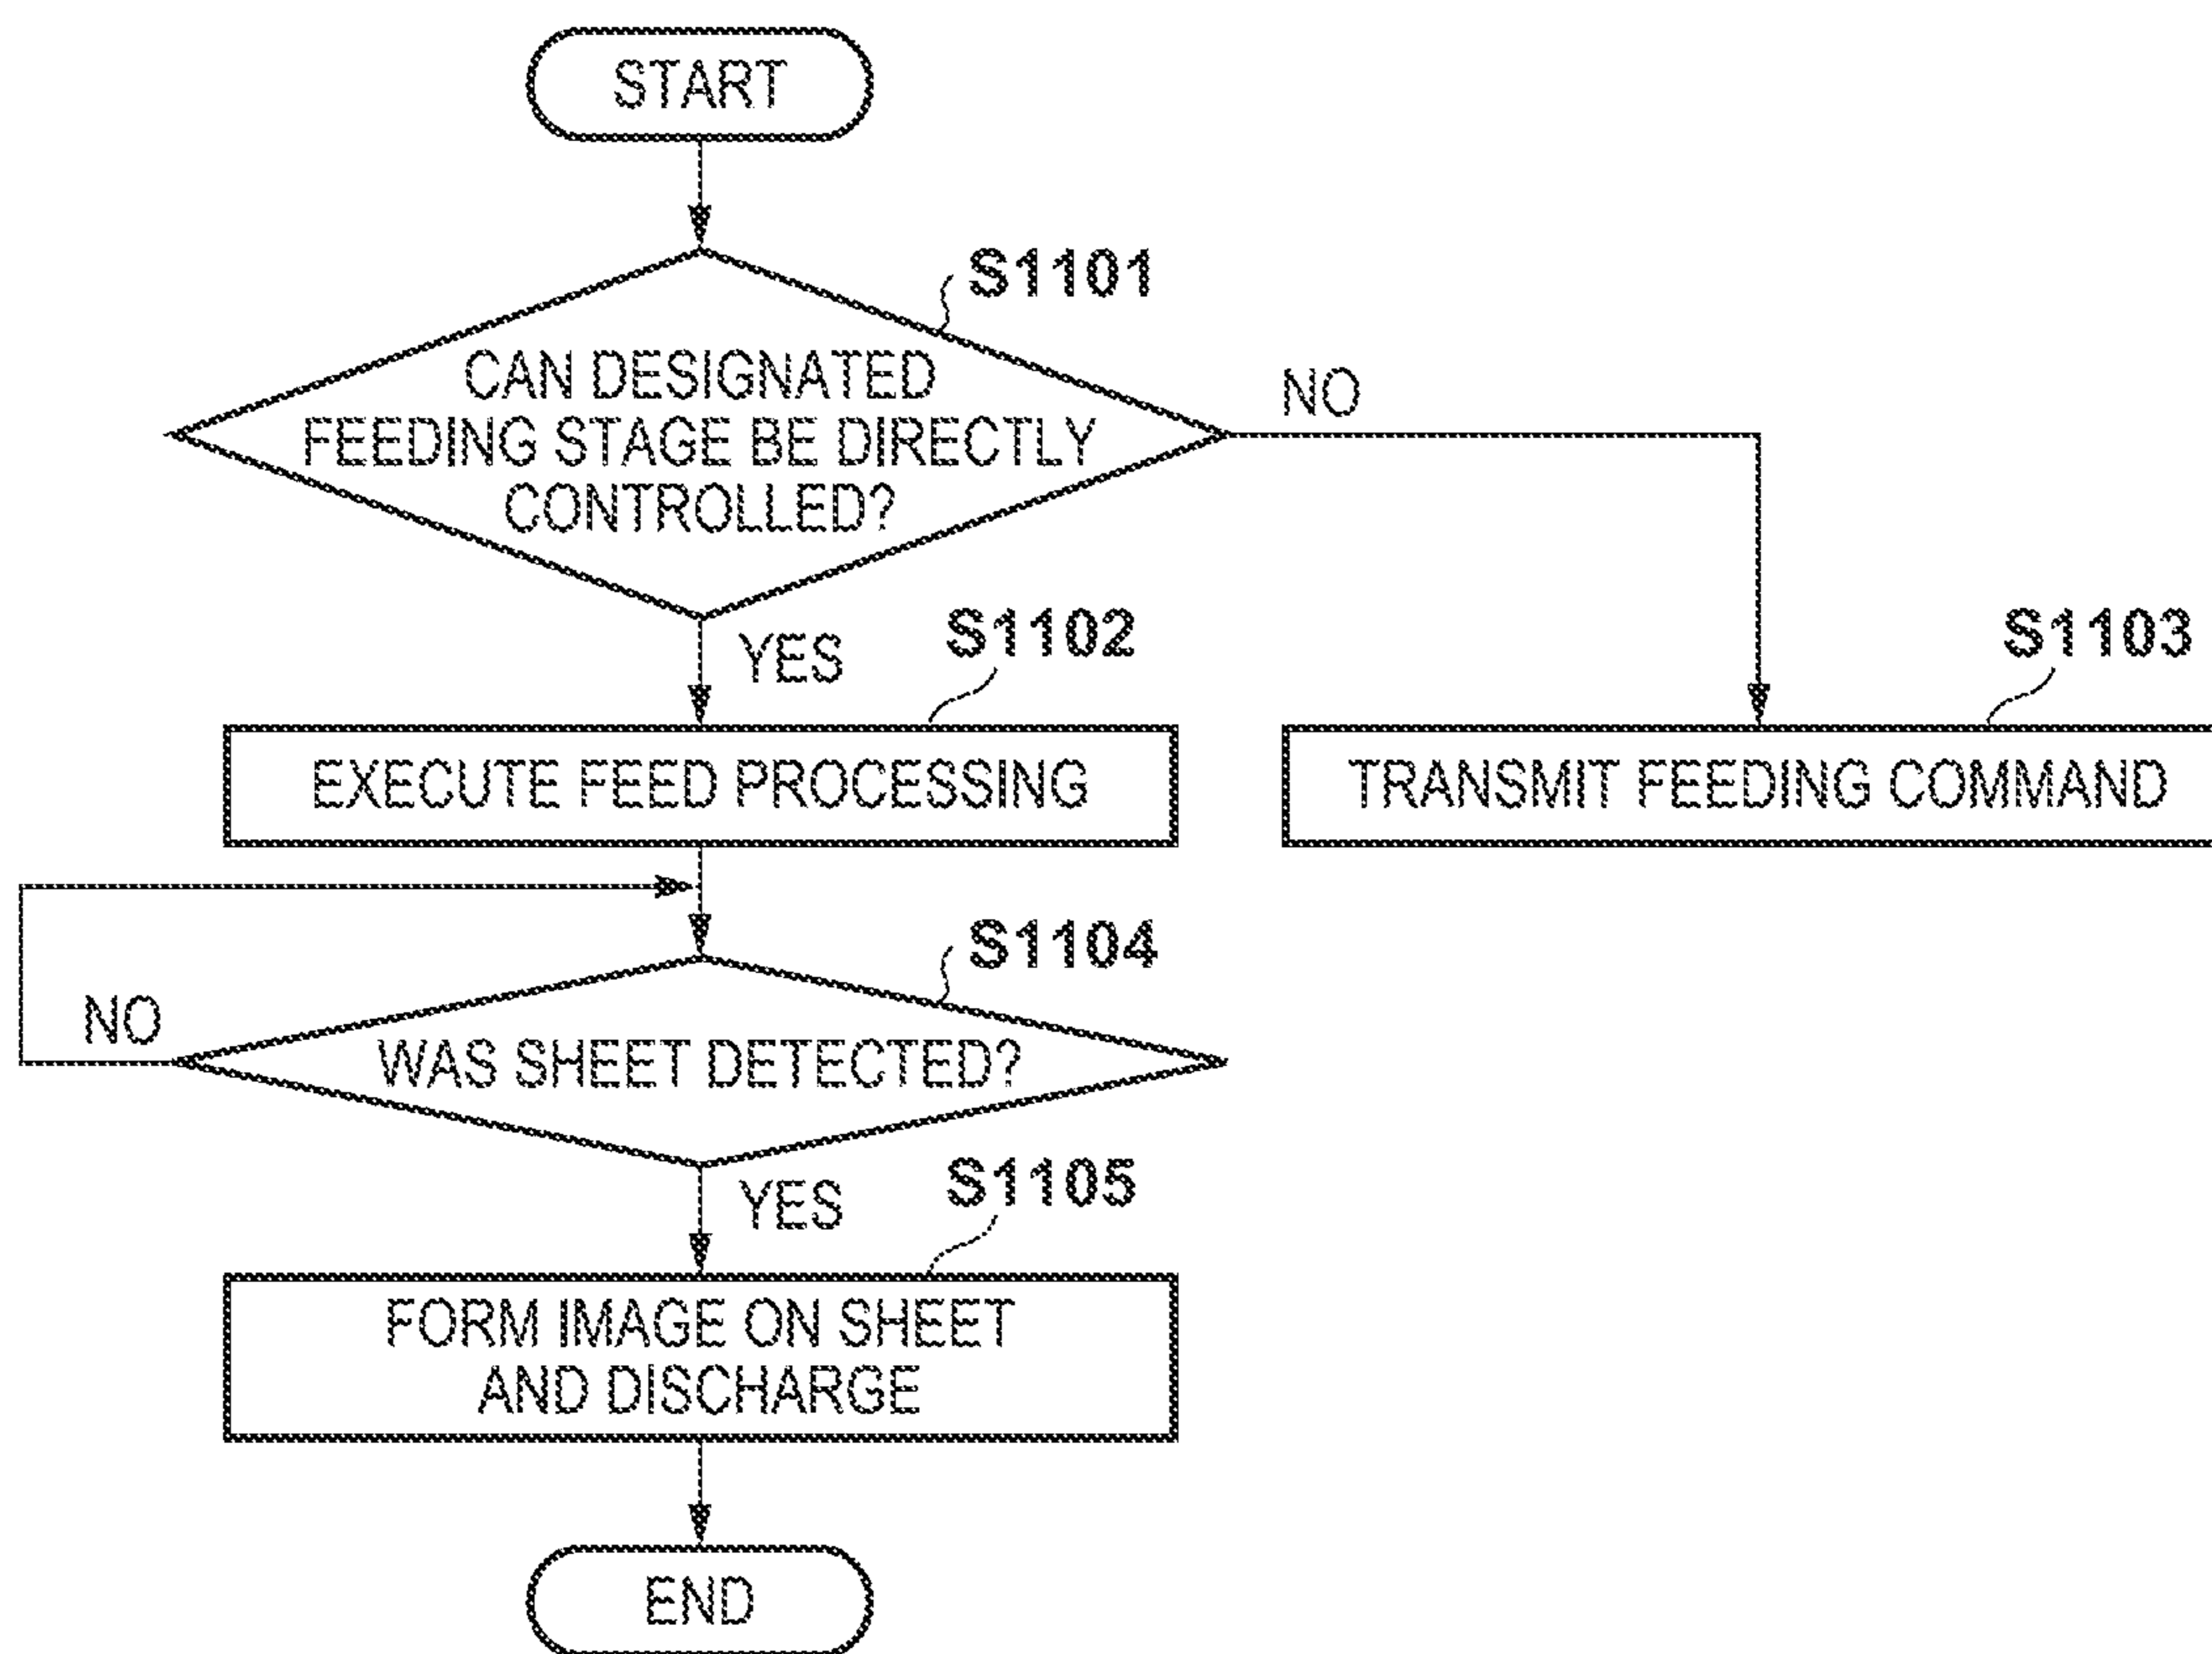 START
S1101
CAN DESIGNATED
FEEDING STAGE BE DIRECTLY
CONTROLLED?
NO
YES
S1102
EXECUTE FEED PROCESSING
S1103
TRANSMIT FEEDING COMMAND
S1104
WAS SHEET DETECTED?
NO
YES
S1105
FORM IMAGE ON SHEET
AND DISCHARGE
END